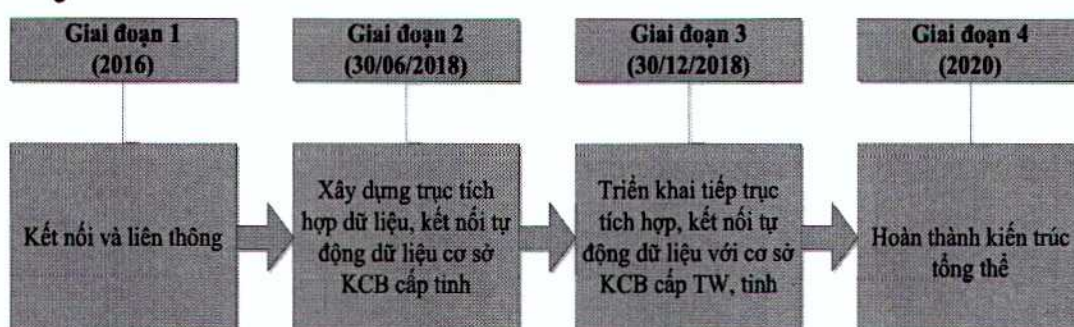 Giai đoạn 1
(2016)
Giai đoạn 2
(30/06/2018)
Giai đoạn 3
(30/12/2018)
Giai đoạn 4
(2020)
Kết nối và liên thông
Xây dựng trục tích
hợp dữ liệu, kết nối tự
động dữ liệu cơ sở
KCB cấp tỉnh
Triển khai tiếp trục
tích hợp, kết nối tự
động dữ liệu với cơ sở
KCB cấp TW, tỉnh
Hoàn thành kiến trúc
tổng thể